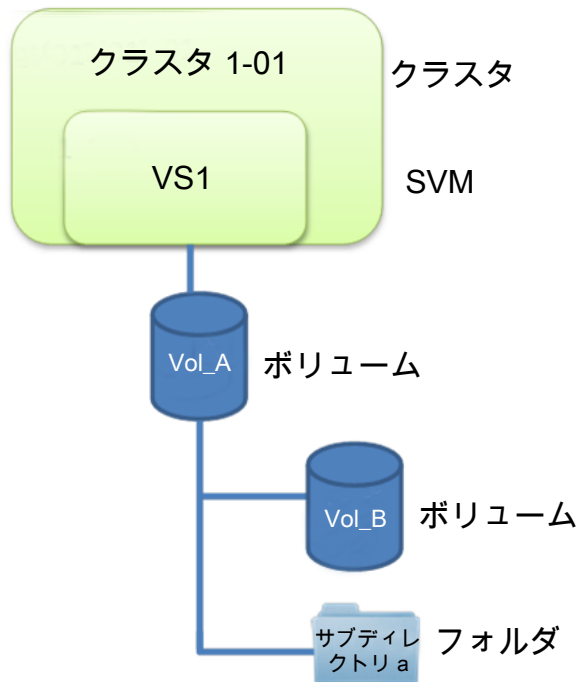 クラスタ 1-01
クラスタ
VS1
SVM
Vol_A
ボリューム
Vol_B
ボリューム
サブディレ
クトリ a
フォルダ